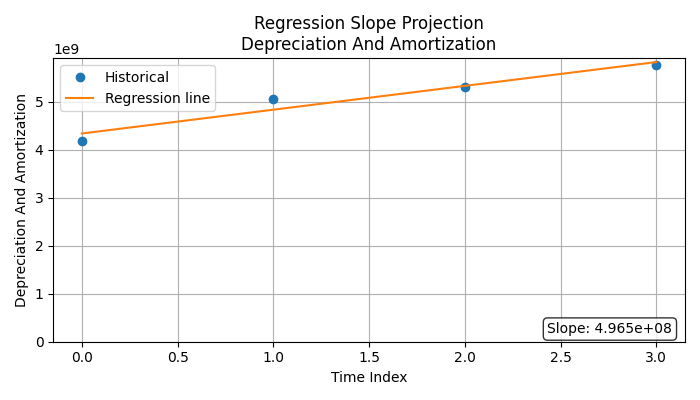 Regression Slope Projection
Depreciation And Amortization
1e9
Historical
Regression line
Depreciation And Amortization
5
4
3
2
1
0
Slope: 4.965e+08
0.0 0.5 1.0 1.5 2.0 2.5 3.0
Time Index